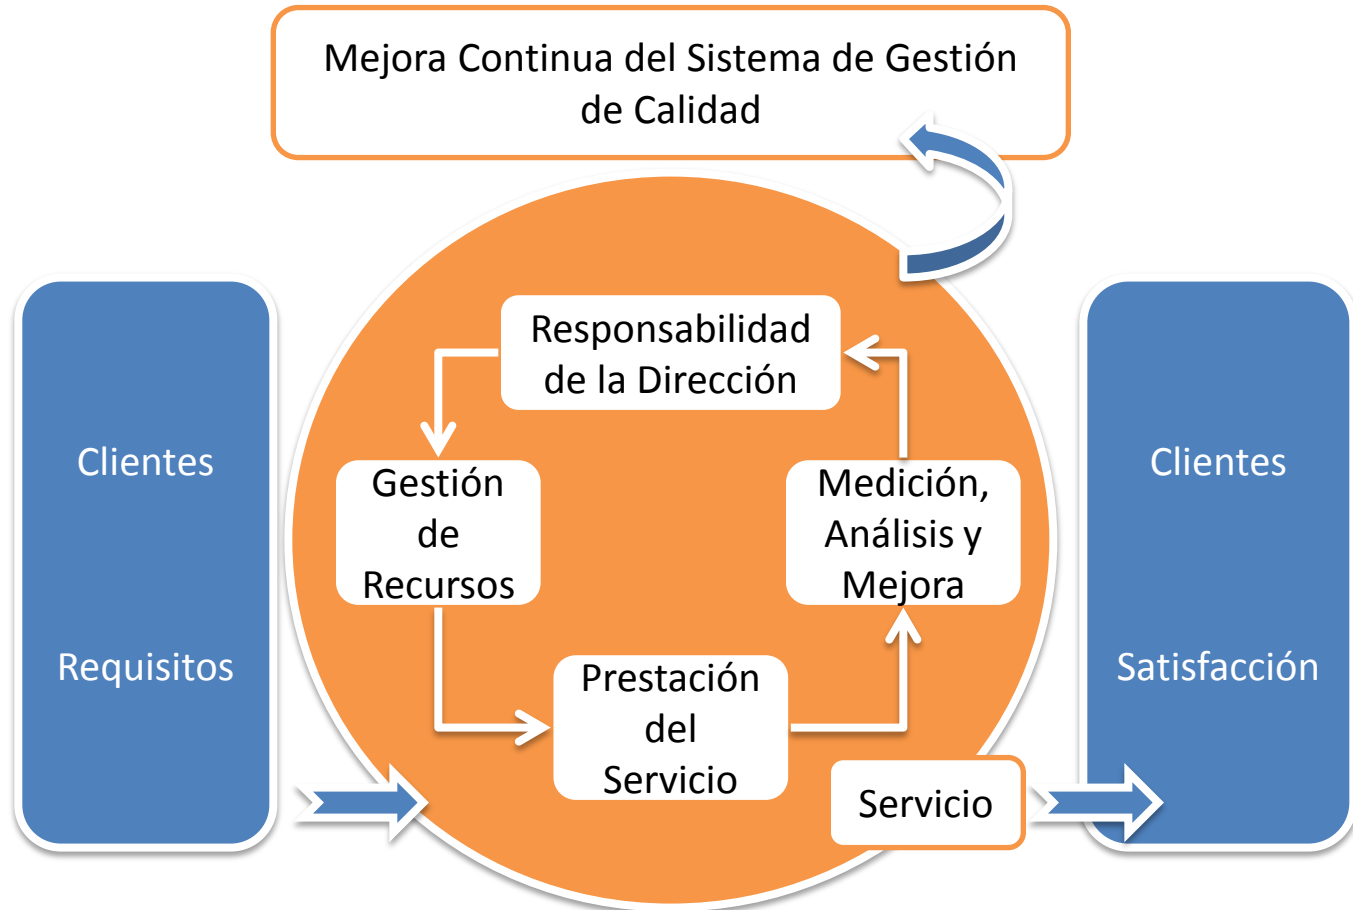 Mejora Continua del Sistema de Gestión
de Calidad
Responsabilidad
de la Dirección
Clientes
Requisitos
Gestión
de
Recursos
Medición,
Análisis y
Mejora
Prestación
del
Servicio
Servicio
Clientes
Satisfacción